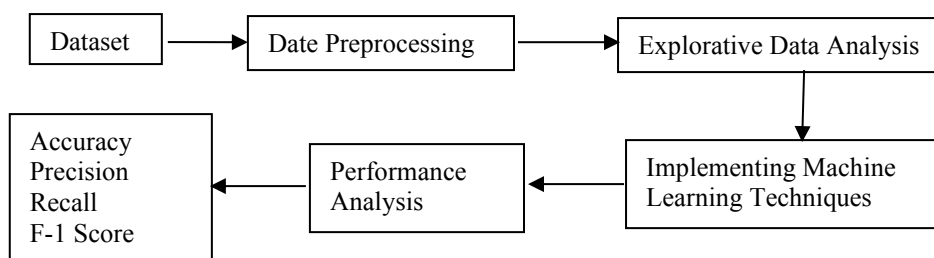 Dataset
Date Preprocessing
Explorative Data Analysis
Implementing Machine
Learning Techniques
Performance
Analysis
Accuracy
Precision
Recall
F-1 Score